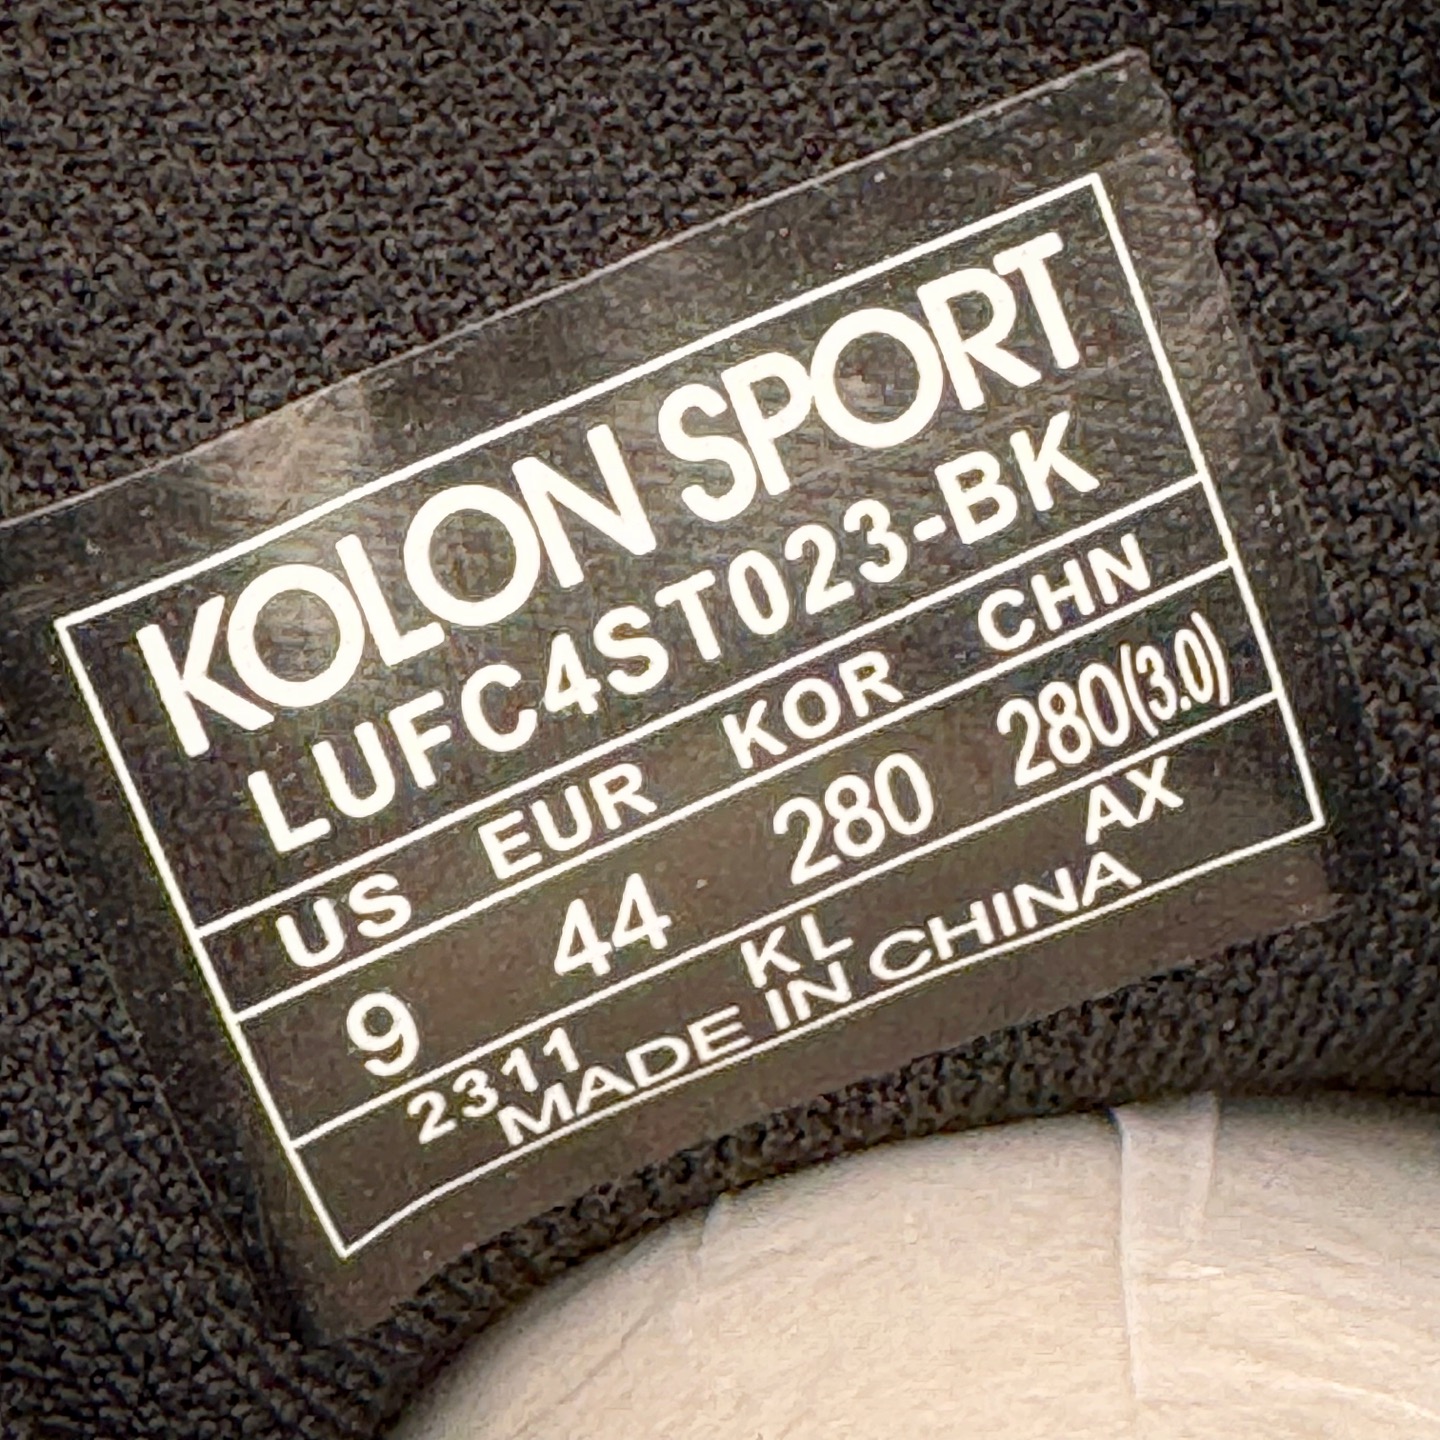 KOLON SPORT
LUFC4ST023-BK
US EUR KOR CHN
9 44 280 280(3.0)
2311 KL AX
MADE IN CHINA